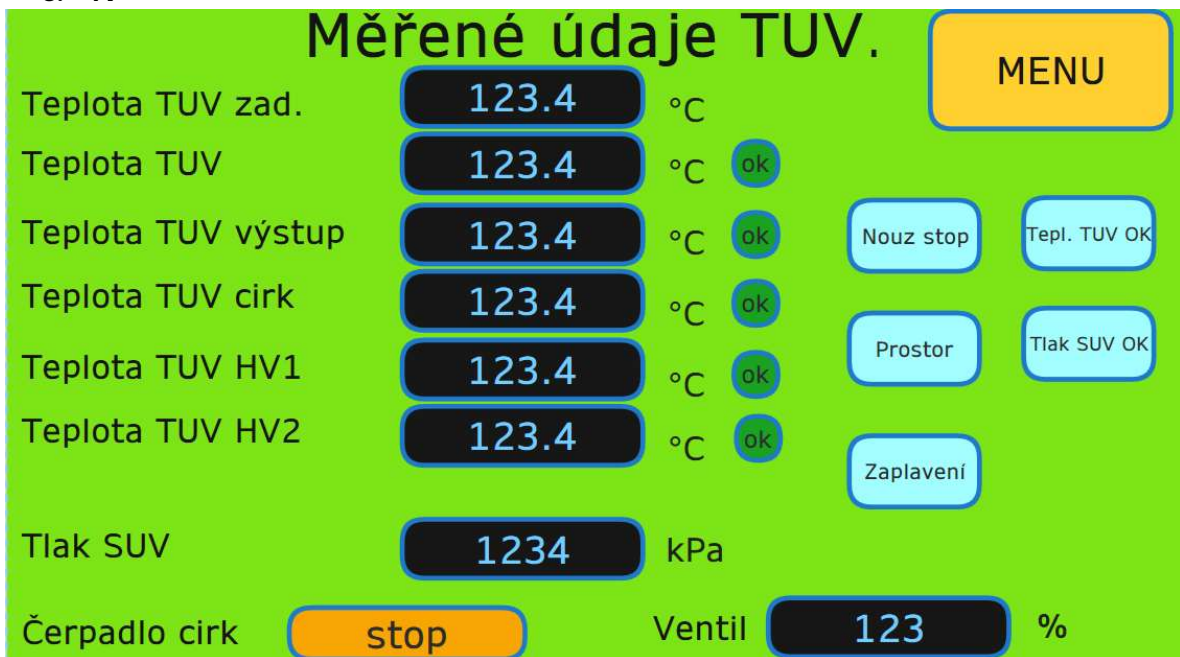 Měřené údaje TUV.
MENU
Teplota TUV zad. 123.4 °C
Teplota TUV 123.4 °C ok
Teplota TUV výstup 123.4 °C ok
Nouz stop
Tepl. TUV OK
Teplota TUV cirk 123.4 °C ok
Prostor
Tlak SUV OK
Teplota TUV HV1 123.4 °C ok
Teplota TUV HV2 123.4 °C ok
Zaplavení
Tlak SUV 1234 kPa
Čerpadlo cirk stop Ventil 123 %